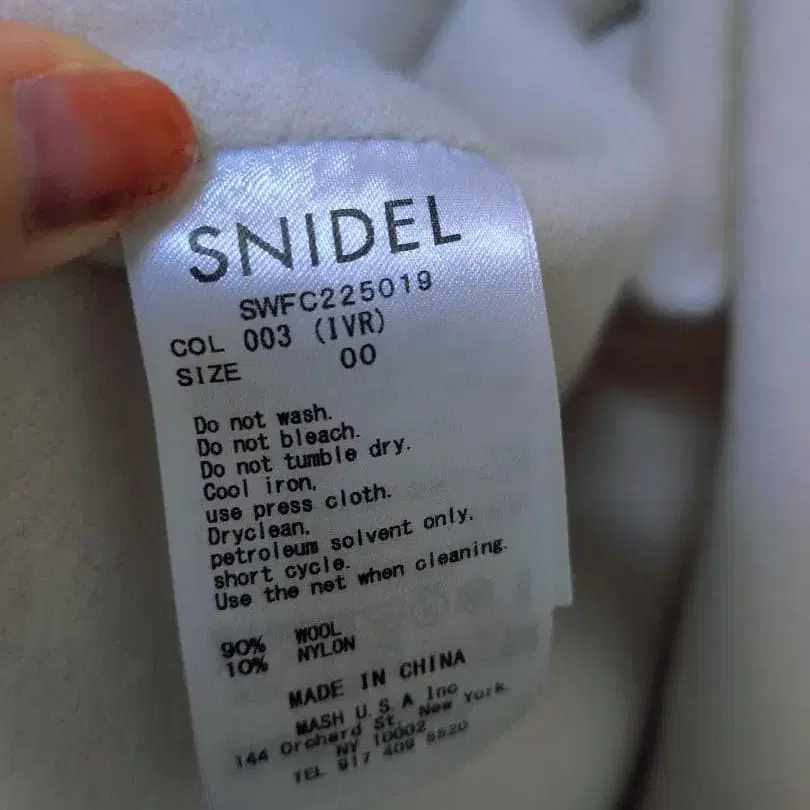 SNIDEL
SWFC225019
COL 003 (IVR)
SIZE 00
Do not wash.
Do not bleach.
Do not tumble dry.
Cool iron,
use press cloth.
Dryclean,
petroleum solvent only,
short cycle.
Use the net when cleaning.
90% WOOL
10% NYLON
MADE IN CHINA
MASH U.S.A Inc
144 Orchard St, New York.
NY 10002
TEL 917 409 5520